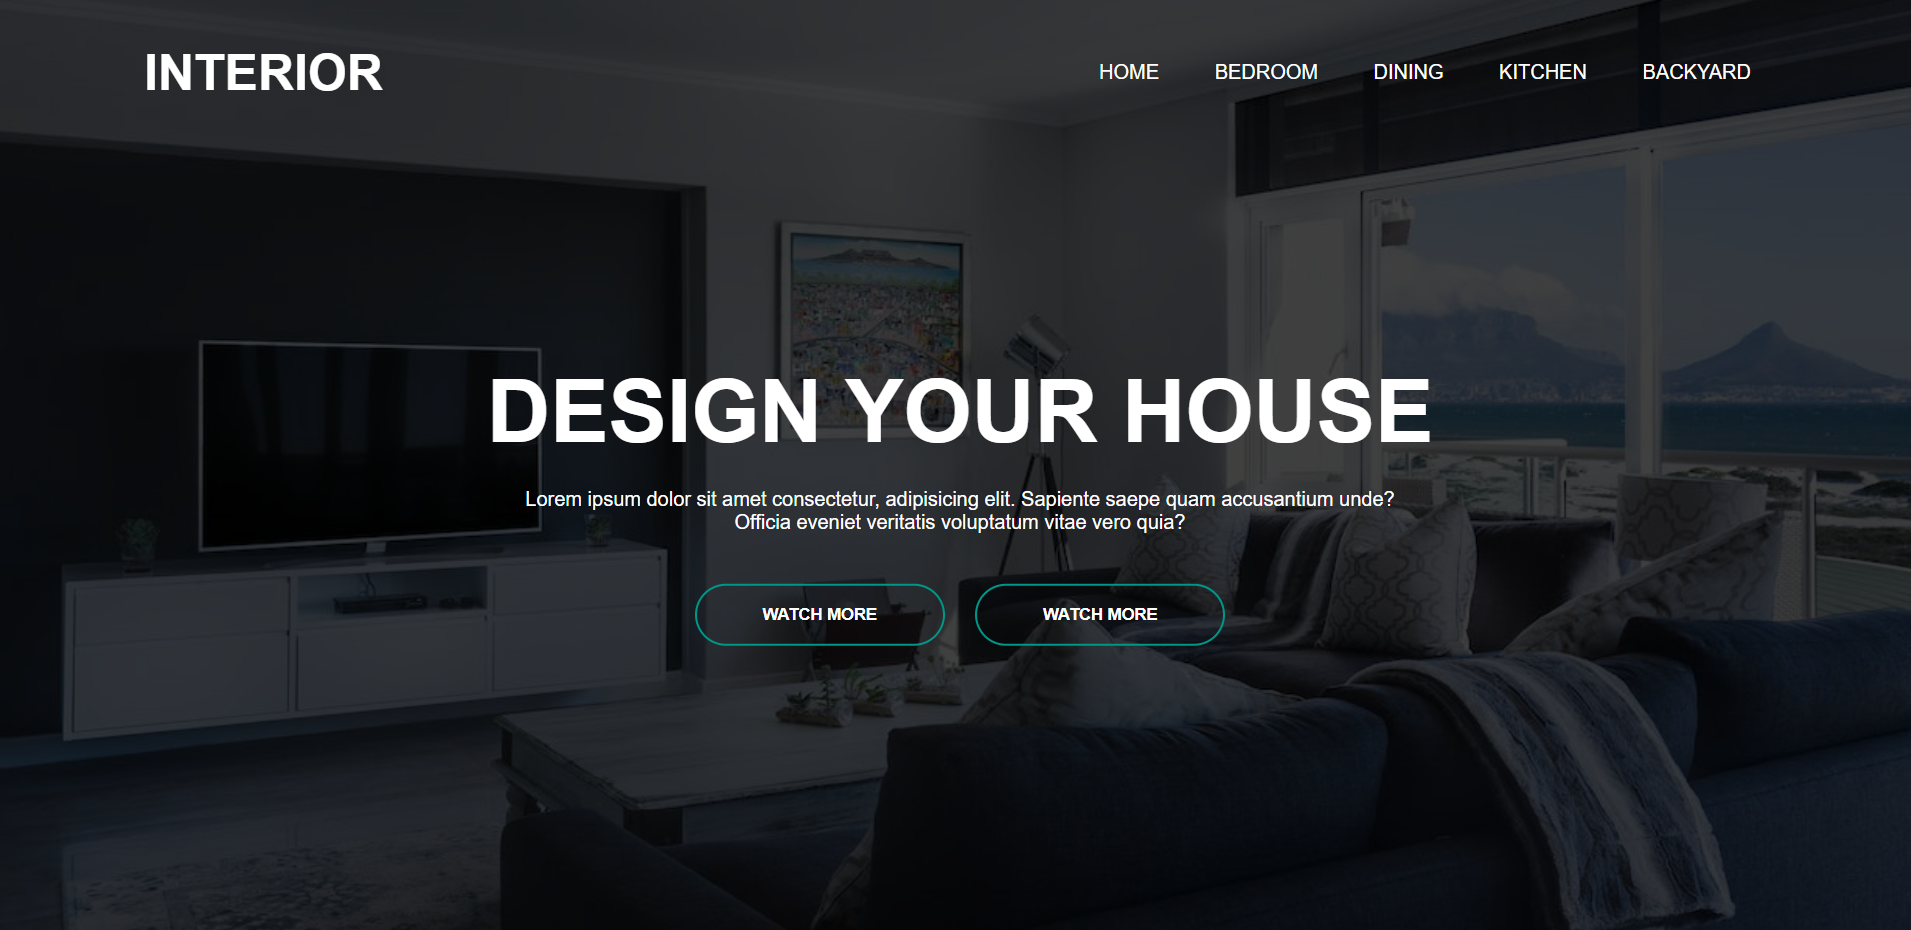 INTERIOR
HOME BEDROOM DINING KITCHEN BACKYARD
DESIGN YOUR HOUSE
Lorem ipsum dolor sit amet consectetur, adipisicing elit. Sapiente saepe quam accusantium unde?
Officia eveniet veritatis voluptatum vitae vero quia?
WATCH MORE WATCH MORE